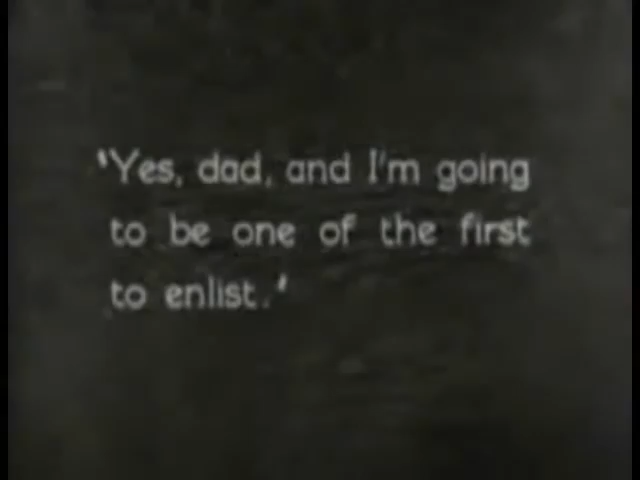 'Yes, dad, and I'm going
to be one of the first
to enlist.'